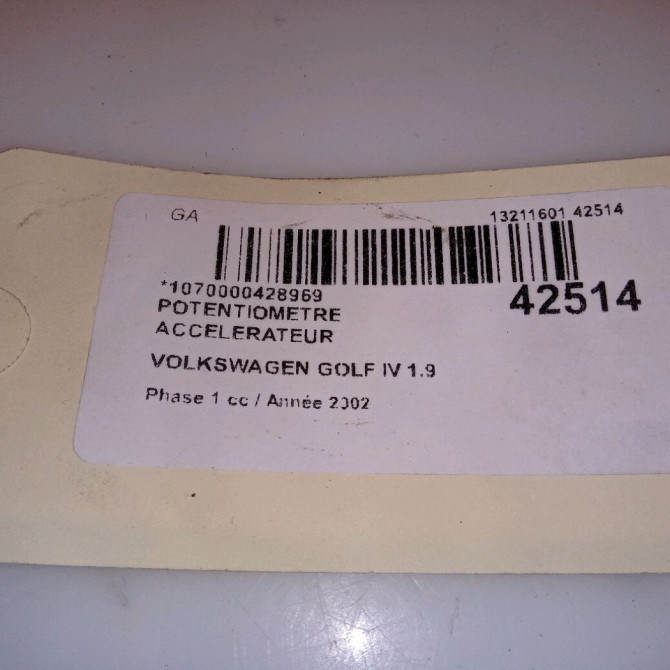 GA
13211601 42514
*1070000428969
42514
POTENTIOMETRE
ACCELERATEUR
VOLKSWAGEN GOLF IV 1.9
Phase 1 cc / Année 2002